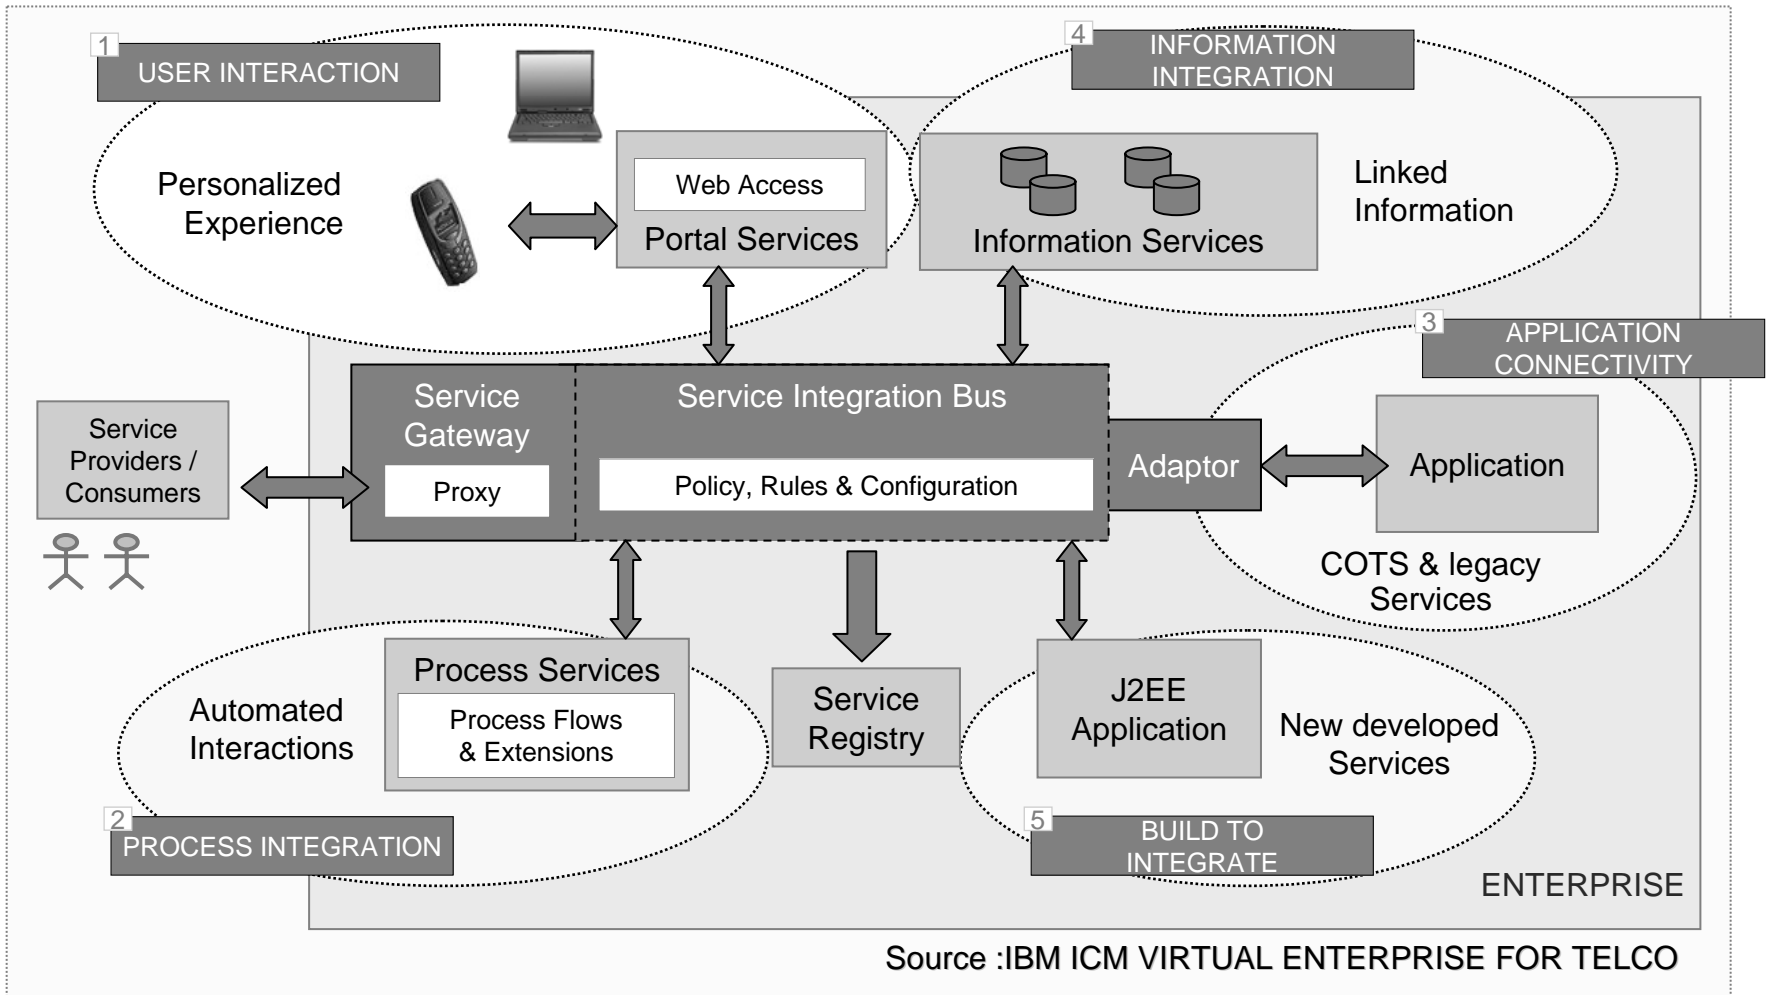 1
USER INTERACTION
Personalized
Experience
Web Access
Portal Services
4
INFORMATION
INTEGRATION
Linked
Information
Information Services
3
APPLICATION
CONNECTIVITY
Service
Providers /
Consumers
Service
Gateway
Proxy
Service Integration Bus
Policy, Rules & Configuration
Adaptor
Application
COTS & legacy
Services
Automated
Interactions
Process Services
Process Flows
& Extensions
2
PROCESS INTEGRATION
Service
Registry
J2EE
Application
New developed
Services
5
BUILD TO
INTEGRATE
ENTERPRISE
Source :IBM ICM VIRTUAL ENTERPRISE FOR TELCO